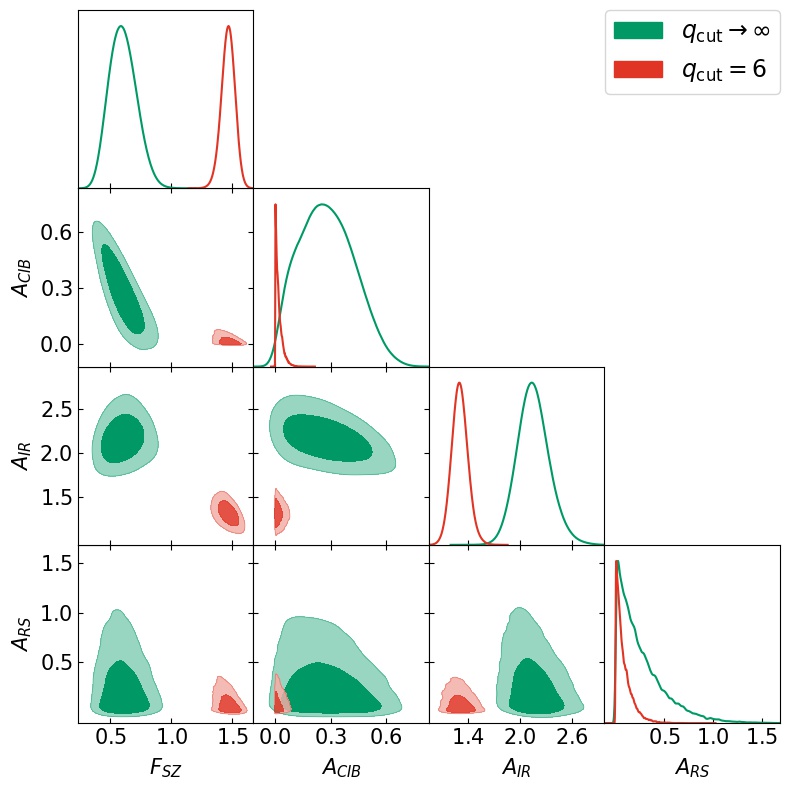 q_cut → ∞
q_cut = 6
0.6
0.3
0.0
A_CIB
2.5
2.0
1.5
A_IR
1.5
1.0
0.5
A_RS
0.5 1.0 1.5 0.0 0.3 0.6 1.4 2.0 2.6 0.5 1.0 1.5
F_SZ A_CIB A_IR A_RS